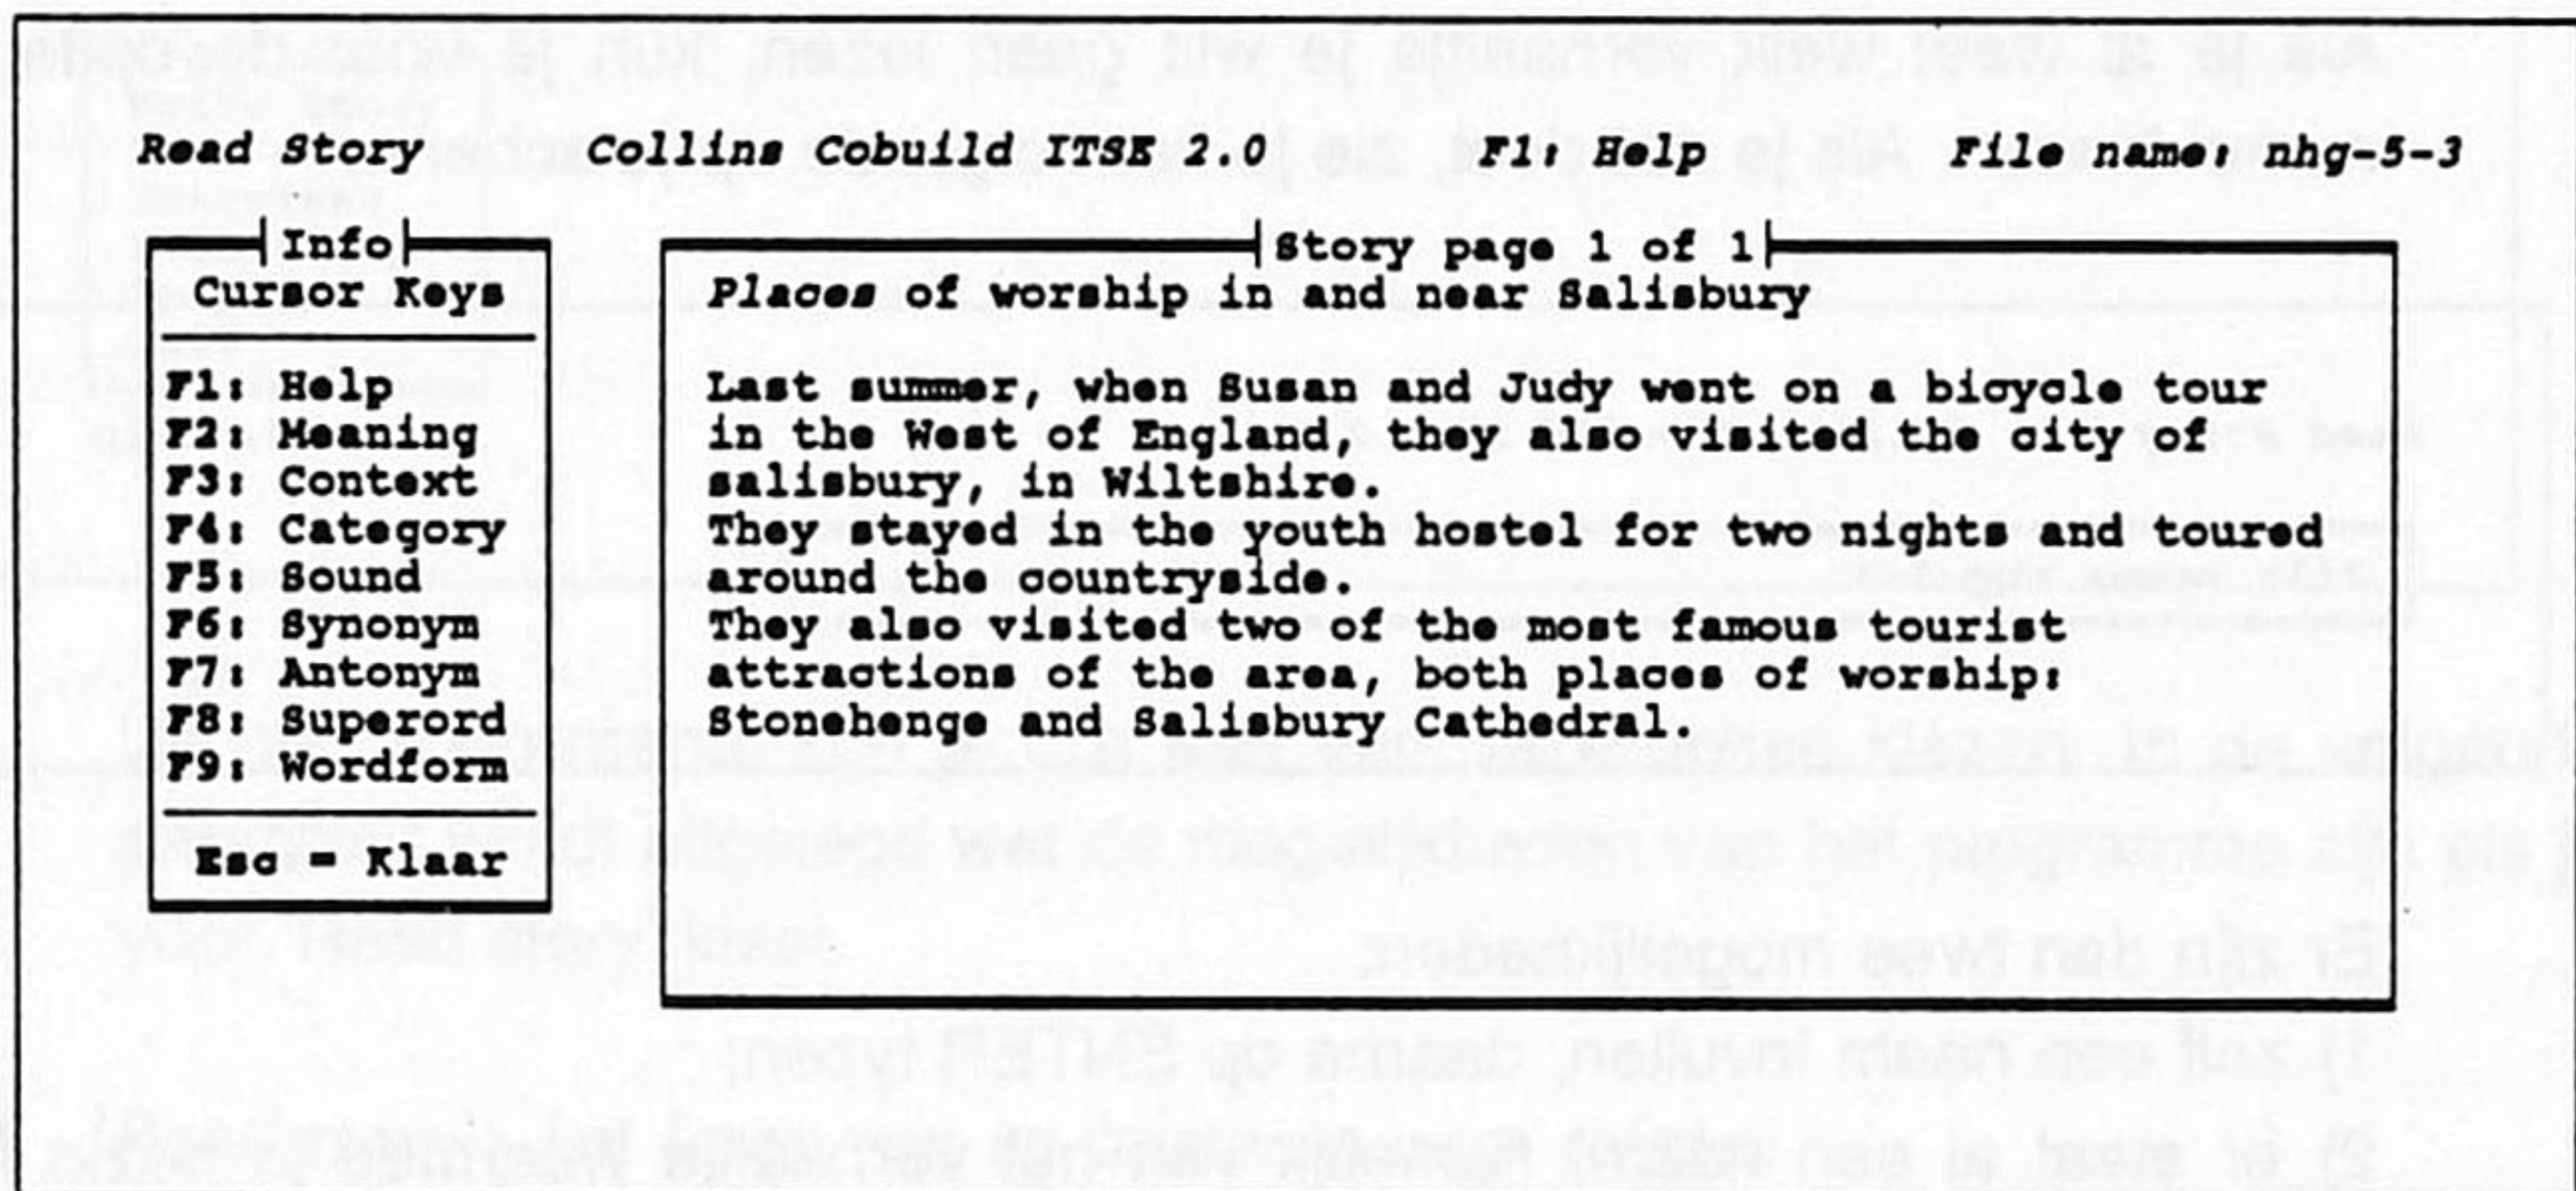 Read Story Collins Cobuild ITSE 2.0 F1: Help File name: nhg-5-3
Info
Cursor Keys
F1: Help
F2: Meaning
F3: Context
F4: Category
F5: Sound
F6: Synonym
F7: Antonym
F8: Superord
F9: Wordform
Esc = Klaar
Story page 1 of 1
Places of worship in and near Salisbury
Last summer, when Susan and Judy went on a bicycle tour
in the West of England, they also visited the city of
salisbury, in Wiltshire.
They stayed in the youth hostel for two nights and toured
around the countryside.
They also visited two of the most famous tourist
attractions of the area, both places of worship:
Stonehenge and Salisbury Cathedral.